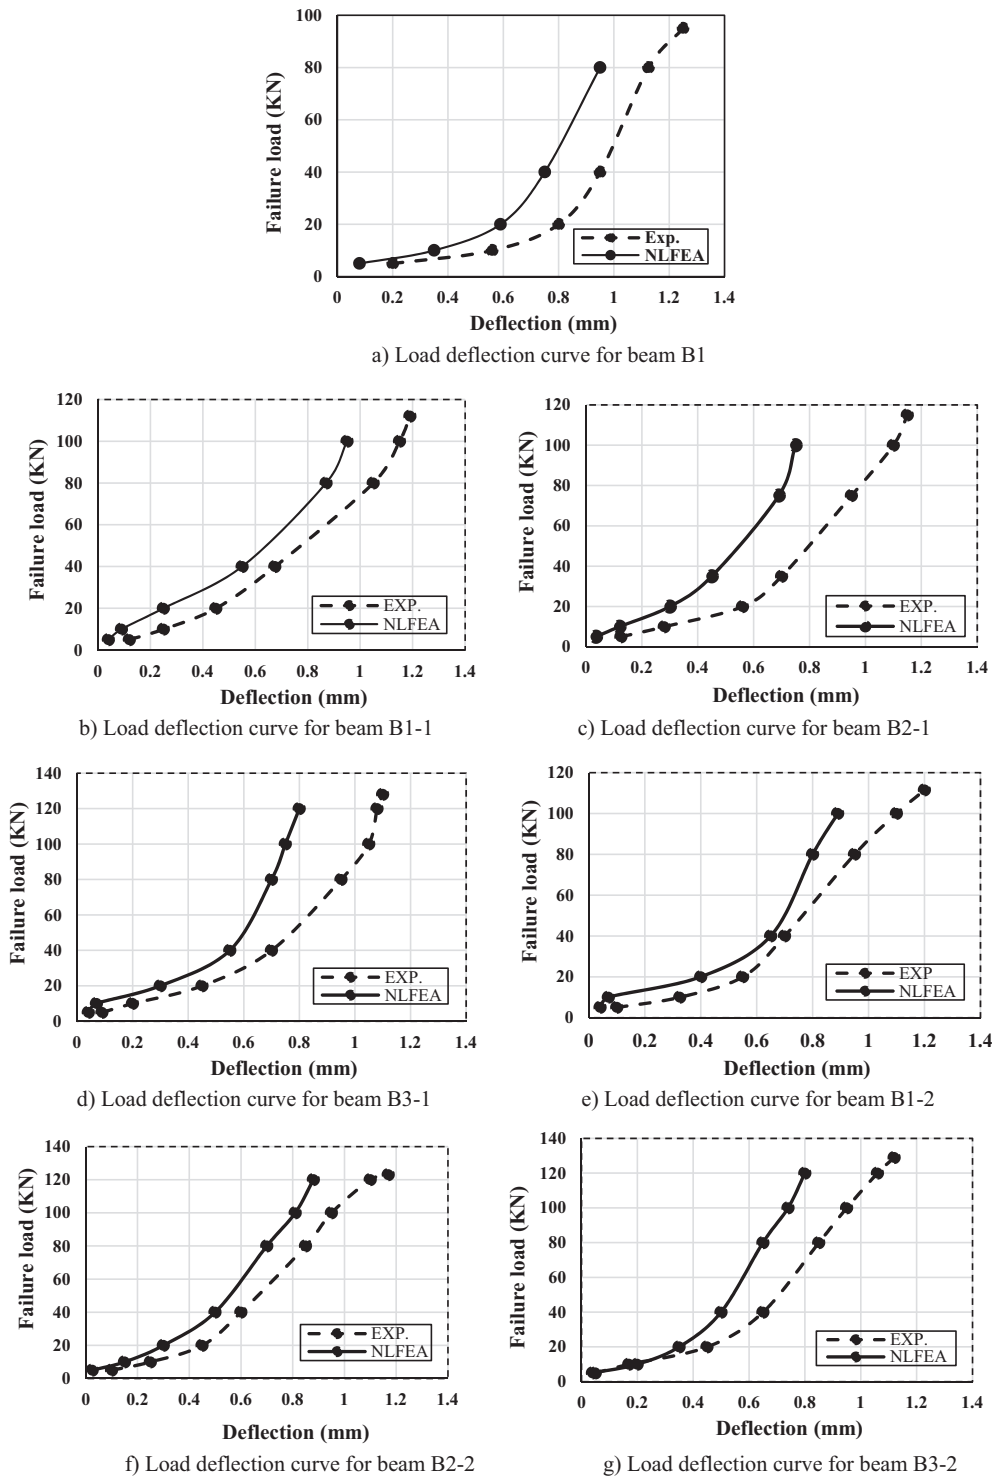 100
80
60
40
20
0
0 0.2 0.4 0.6 0.8 1 1.2 1.4
Failure load (KN)
Exp.
NLFEA
Deflection (mm)
a) Load deflection curve for beam B1
120
100
80
60
40
20
0
0 0.2 0.4 0.6 0.8 1 1.2 1.4
Failure load (KN)
EXP.
NLFEA
Deflection (mm)
b) Load deflection curve for beam B1-1
120
100
80
60
40
20
0
0 0.2 0.4 0.6 0.8 1 1.2 1.4
Failure load (KN)
EXP.
NLFEA
Deflection (mm)
c) Load deflection curve for beam B2-1
140
120
100
80
60
40
20
0
0 0.2 0.4 0.6 0.8 1 1.2 1.4
Failure load (KN)
EXP.
NLFEA
Deflection (mm)
d) Load deflection curve for beam B3-1
120
100
80
60
40
20
0
0 0.2 0.4 0.6 0.8 1 1.2 1.4
Failure load (KN)
EXP
NLFEA
Deflection (mm)
e) Load deflection curve for beam B1-2
140
120
100
80
60
40
20
0
0 0.2 0.4 0.6 0.8 1 1.2 1.4
Failure load (KN)
EXP.
NLFEA
Deflection (mm)
f) Load deflection curve for beam B2-2
140
120
100
80
60
40
20
0
0 0.2 0.4 0.6 0.8 1 1.2 1.4
Failure load (KN)
EXP.
NLFEA
Deflection (mm)
g) Load deflection curve for beam B3-2